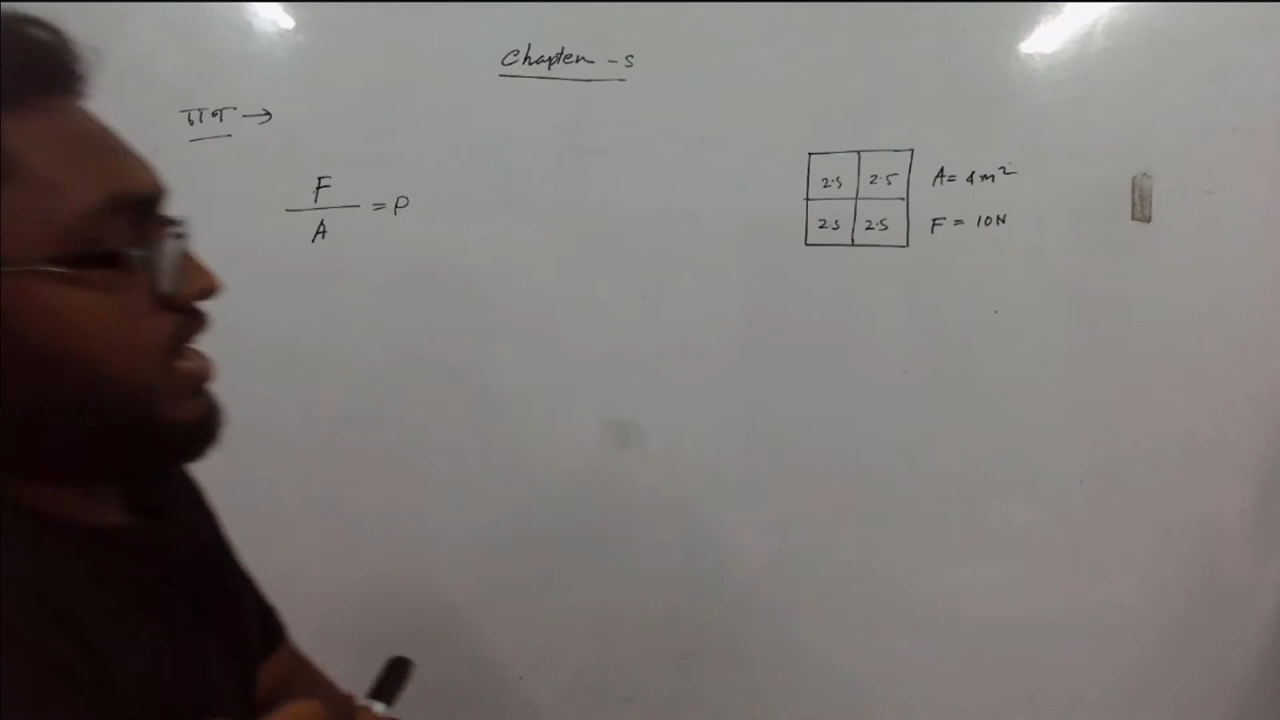 Chapter - 5
চাপ →
F
A
= P
2.5 2.5
2.5 2.5
A = 4m²
F = 10N